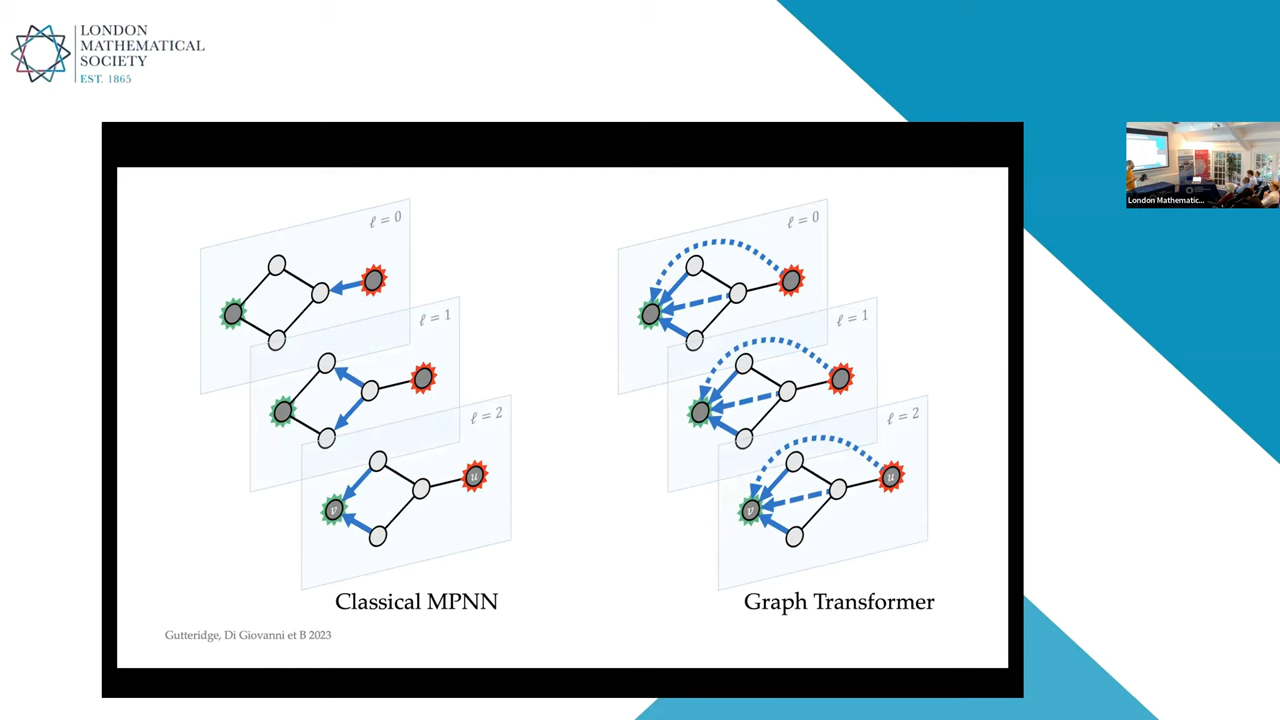 LONDON
MATHEMATICAL
SOCIETY
EST. 1865
ℓ = 0
ℓ = 1
ℓ = 2
u
v
ℓ = 0
ℓ = 1
ℓ = 2
u
v
Classical MPNN
Graph Transformer
Gutteridge, Di Giovanni et B 2023
London Mathematic...